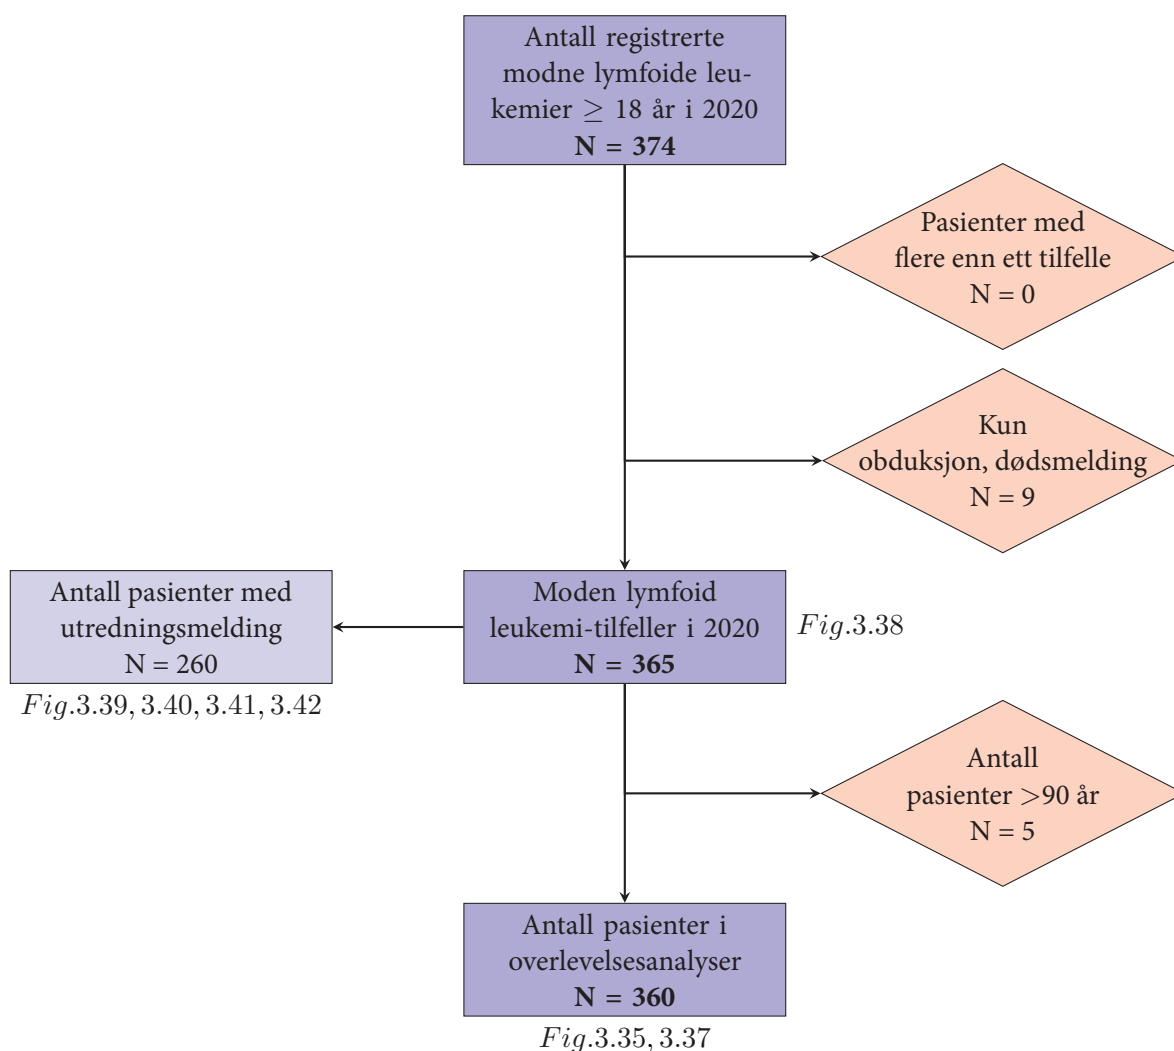 Antall registrerte
modne lymfoide leu-
kemier ≥ 18 år i 2020
N = 374
Pasienter med
flere enn ett tilfelle
N = 0
Kun
obduksjon, dødsmelding
N = 9
Antall pasienter med
utredningsmelding
N = 260
Fig.3.39, 3.40, 3.41, 3.42
Moden lymfoid
leukemi-tilfeller i 2020
N = 365
Fig.3.38
Antall
pasienter >90 år
N = 5
Antall pasienter i
overlevelsesanalyser
N = 360
Fig.3.35, 3.37